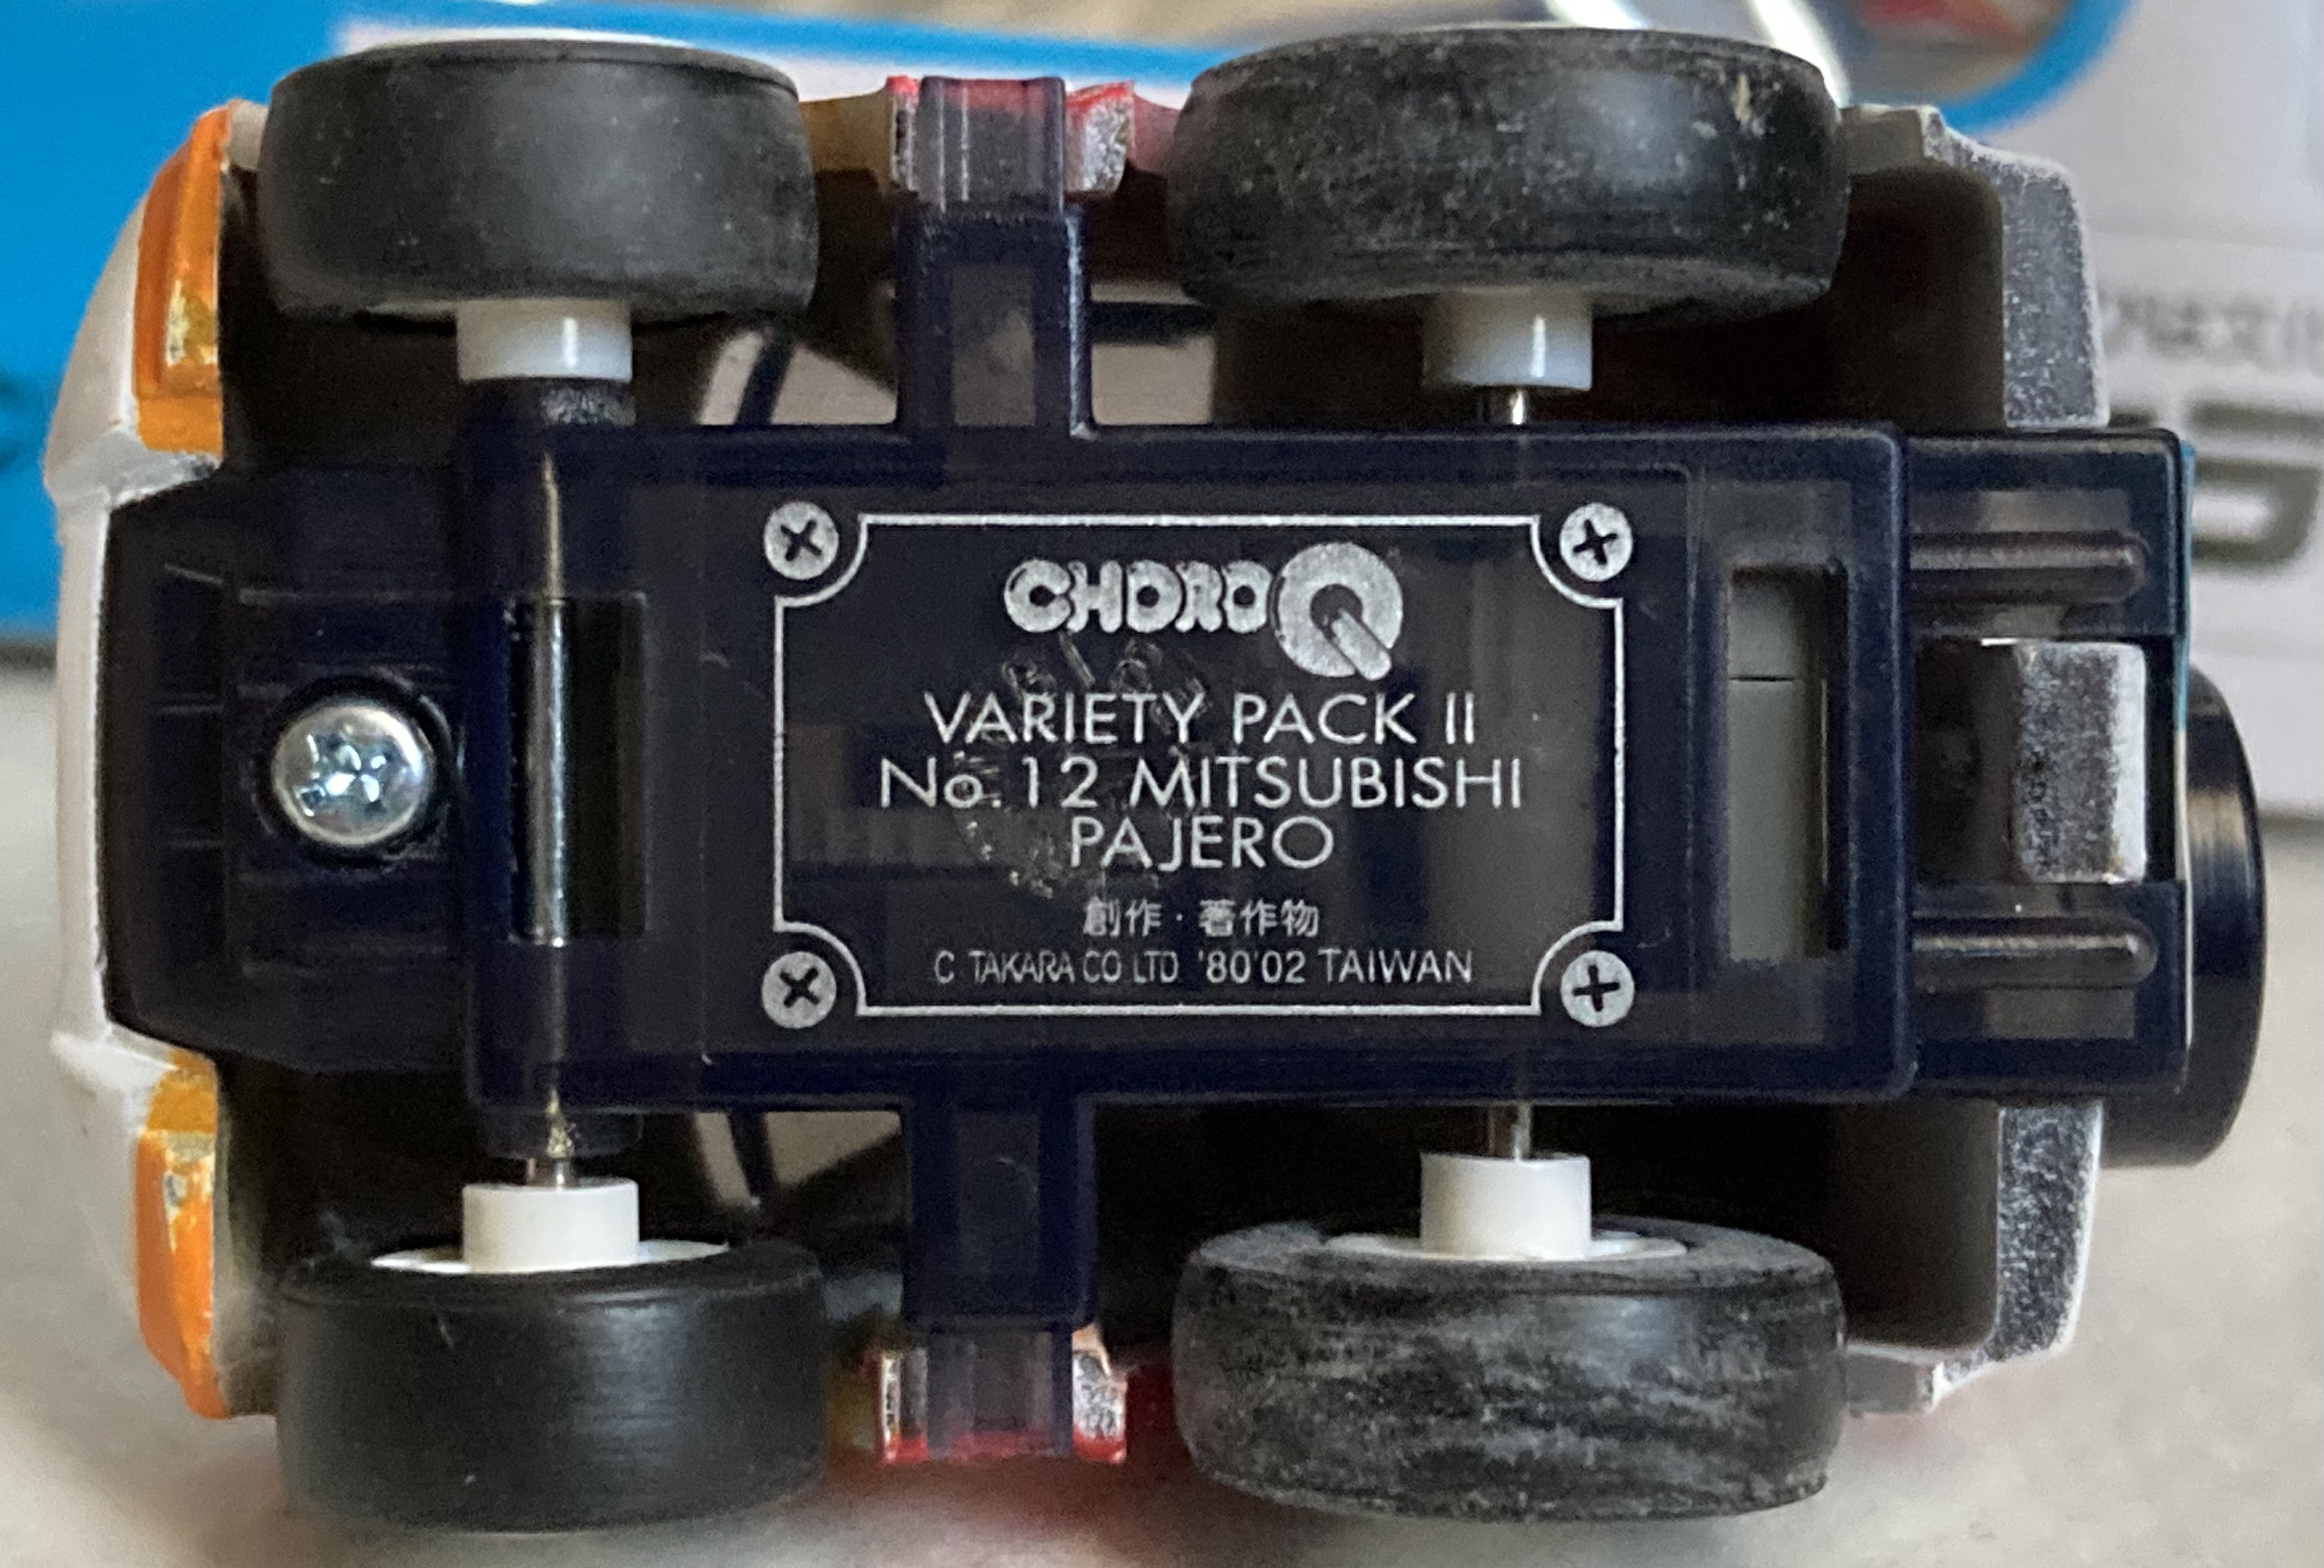 CHORO Q
VARIETY PACK II
No.12 MITSUBISHI
PAJERO
創作·著作物
C TAKARA CO LTD '80'02 TAIWAN